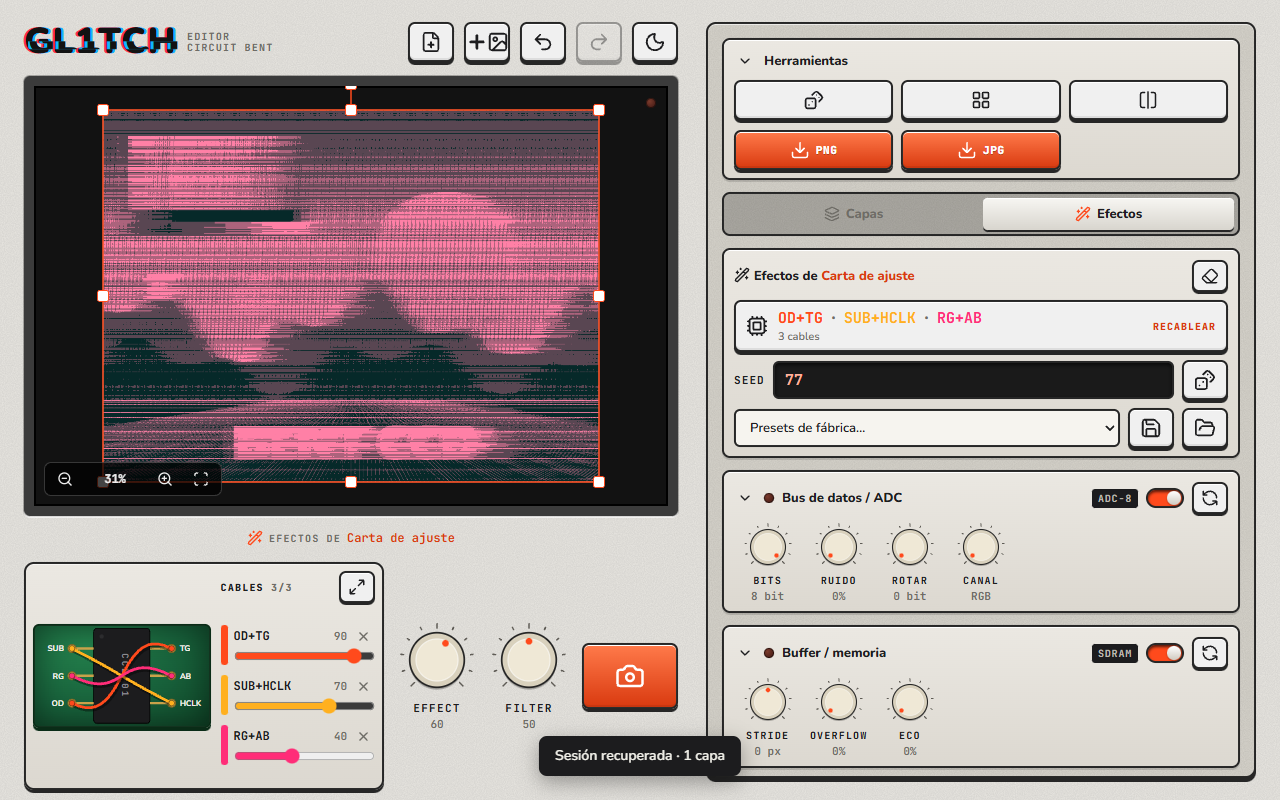 GL1TCH
EDITOR
CIRCUIT BENT
31%
EFECTOS DE Carta de ajuste
CABLES 3/3
SUB
RG
OD
TG
AB
HCLK
OD+TG 90
SUB+HCLK 70
RG+AB 40
EFFECT
60
FILTER
50
Sesión recuperada · 1 capa
Herramientas
PNG
JPG
Capas
Efectos
Efectos de Carta de ajuste
OD+TG · SUB+HCLK · RG+AB
3 cables
RECABLEAR
SEED
77
Presets de fábrica...
Bus de datos / ADC
ADC-8
BITS
8 bit
RUIDO
0%
ROTAR
0 bit
CANAL
RGB
Buffer / memoria
SDRAM
STRIDE
0 px
OVERFLOW
0%
ECO
0%